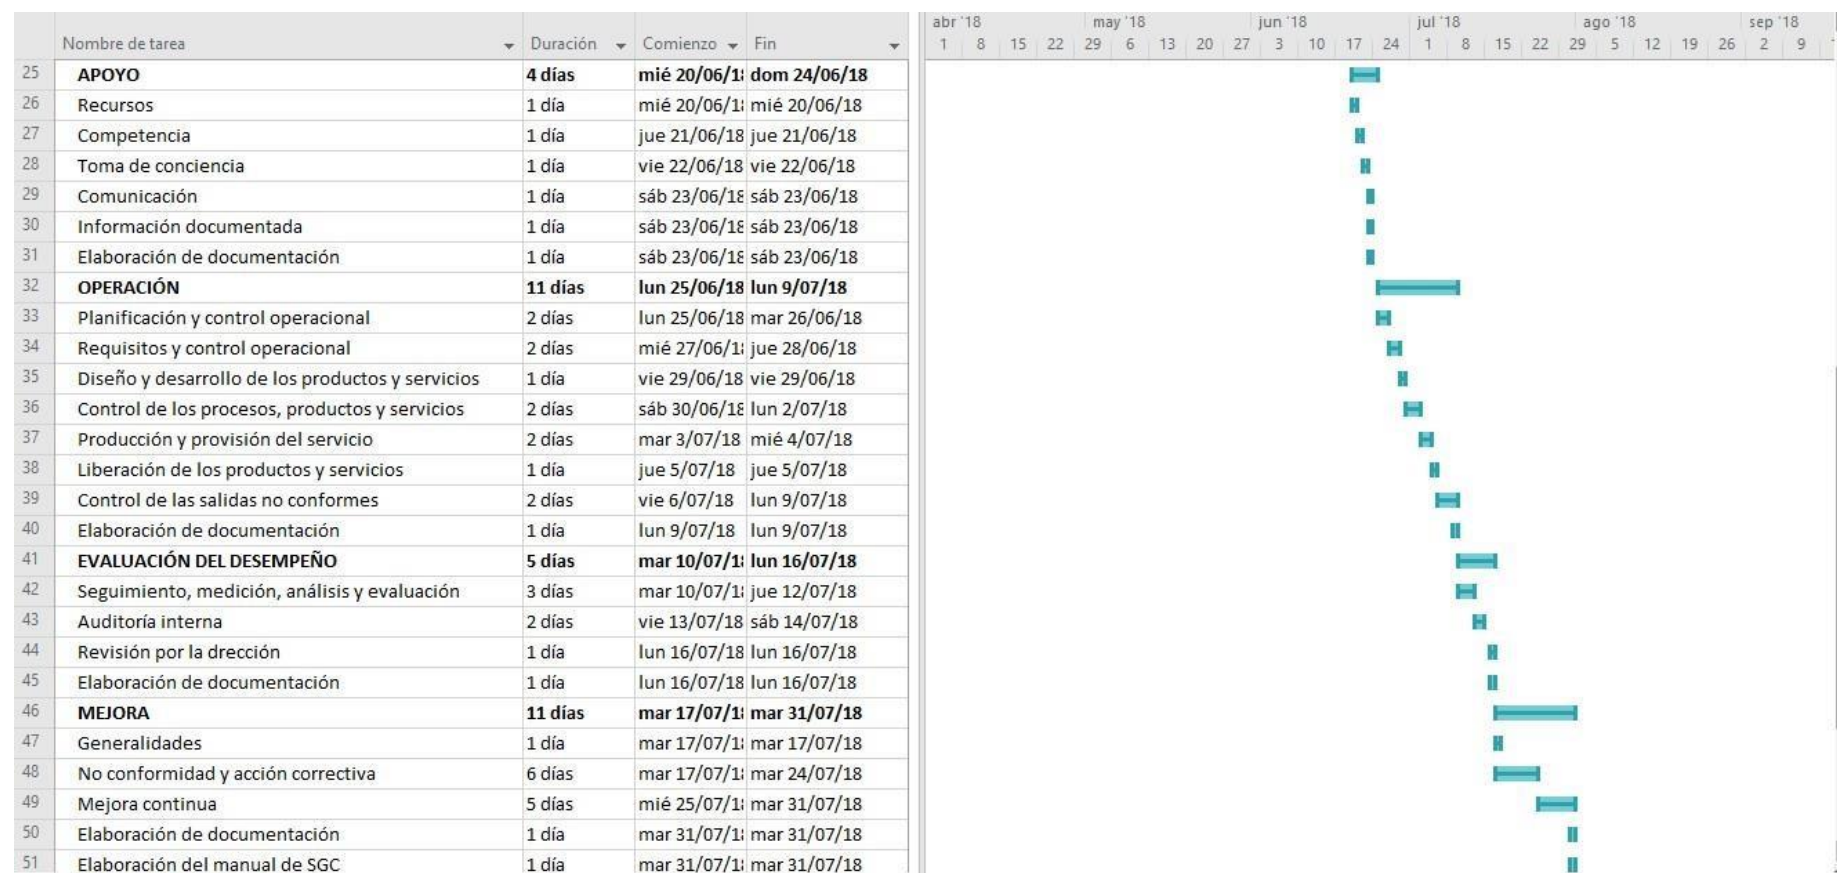 abr '18 may '18 jun '18 jul '18 ago '18 sep '18
Nombre de tarea Duración Comienzo Fin 1 8 15 22 29 6 13 20 27 3 10 17 24 1 8 15 22 29 5 12 19 26 2 9
25 APOYO 4 días mié 20/06/1 dom 24/06/18
26 Recursos 1 día mié 20/06/1 mié 20/06/18
27 Competencia 1 día jue 21/06/18 jue 21/06/18
28 Toma de conciencia 1 día vie 22/06/18 vie 22/06/18
29 Comunicación 1 día sáb 23/06/18 sáb 23/06/18
30 Información documentada 1 día sáb 23/06/18 sáb 23/06/18
31 Elaboración de documentación 1 día sáb 23/06/18 sáb 23/06/18
32 OPERACIÓN 11 días lun 25/06/18 lun 9/07/18
33 Planificación y control operacional 2 días lun 25/06/18 mar 26/06/18
34 Requisitos y control operacional 2 días mié 27/06/1 jue 28/06/18
35 Diseño y desarrollo de los productos y servicios 1 día vie 29/06/18 vie 29/06/18
36 Control de los procesos, productos y servicios 2 días sáb 30/06/18 lun 2/07/18
37 Producción y provisión del servicio 2 días mar 3/07/18 mié 4/07/18
38 Liberación de los productos y servicios 1 día jue 5/07/18 jue 5/07/18
39 Control de las salidas no conformes 2 días vie 6/07/18 lun 9/07/18
40 Elaboración de documentación 1 día lun 9/07/18 lun 9/07/18
41 EVALUACIÓN DEL DESEMPEÑO 5 días mar 10/07/1 lun 16/07/18
42 Seguimiento, medición, análisis y evaluación 3 días mar 10/07/1 jue 12/07/18
43 Auditoría interna 2 días vie 13/07/18 sáb 14/07/18
44 Revisión por la drección 1 día lun 16/07/18 lun 16/07/18
45 Elaboración de documentación 1 día lun 16/07/18 lun 16/07/18
46 MEJORA 11 días mar 17/07/1 mar 31/07/18
47 Generalidades 1 día mar 17/07/1 mar 17/07/18
48 No conformidad y acción correctiva 6 días mar 17/07/1 mar 24/07/18
49 Mejora continua 5 días mié 25/07/1 mar 31/07/18
50 Elaboración de documentación 1 día mar 31/07/1 mar 31/07/18
51 Elaboración del manual de SGC 1 día mar 31/07/1 mar 31/07/18